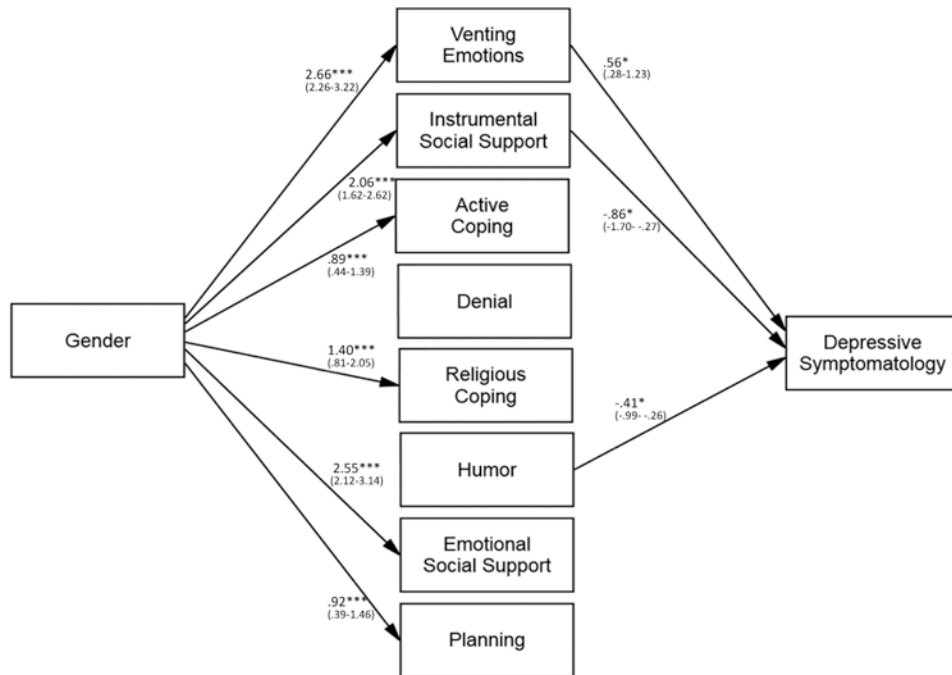 Venting
Emotions
2.66***
(2.26-3.22)
.56*
(.28-1.23)
Instrumental
Social Support
2.06***
(1.62-2.62)
Active
Coping
-.86*
(-1.70- -.27)
.89***
(.44-1.39)
Denial
Gender
Depressive
Symptomatology
1.40***
(.81-2.05)
Religious
Coping
-.41*
(-.99- -.26)
Humor
2.55***
(2.12-3.14)
Emotional
Social Support
.92***
(.39-1.46)
Planning